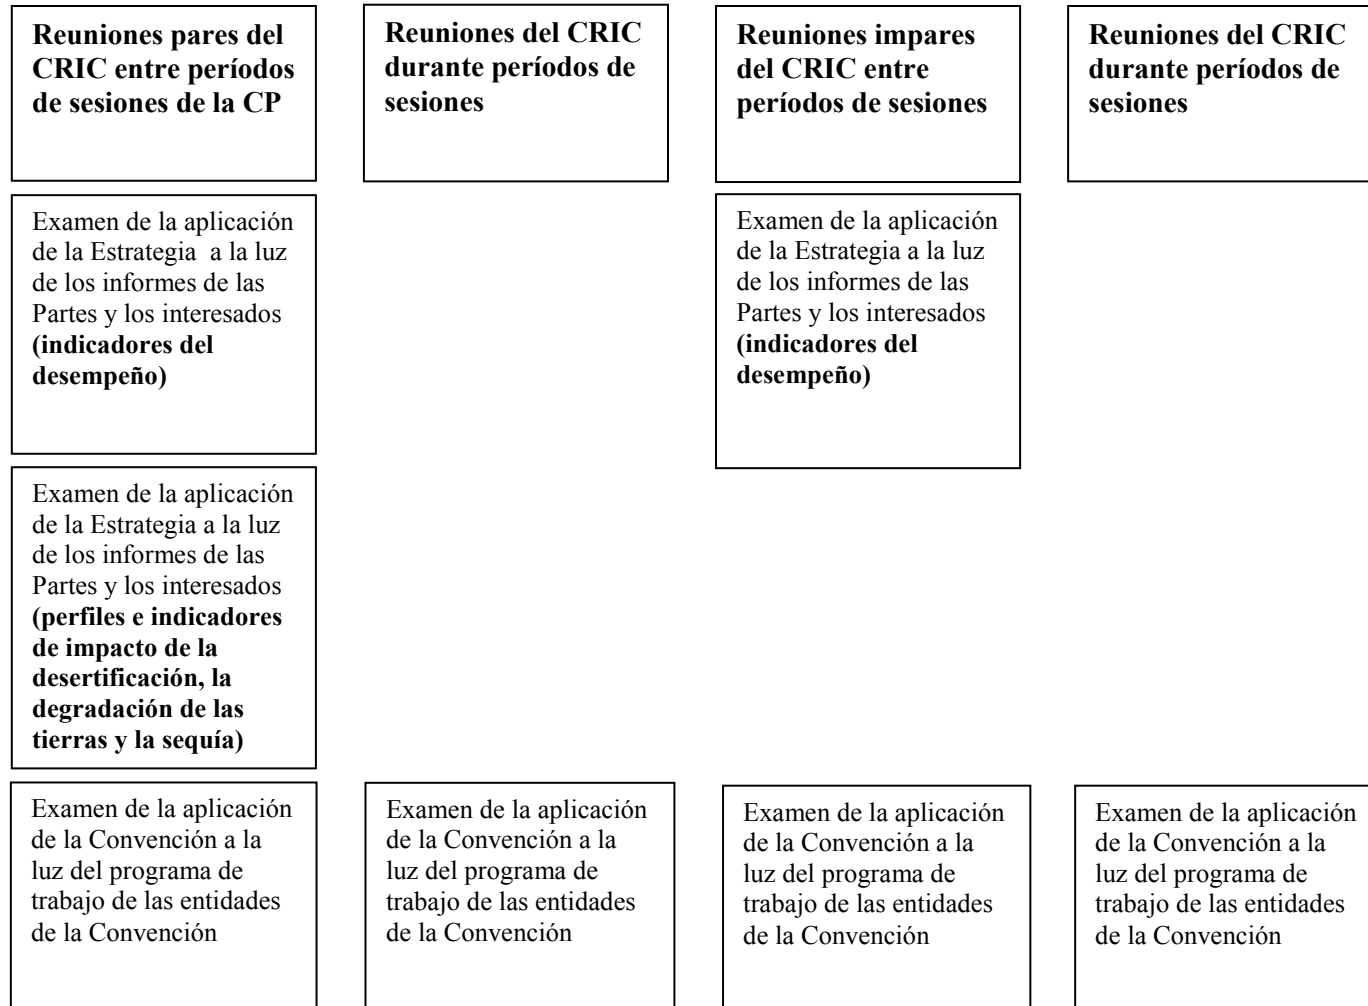 Reuniones pares del
CRIC entre períodos
de sesiones de la CP
Reuniones del CRIC
durante períodos de
sesiones
Reuniones impares
del CRIC entre
períodos de sesiones
Reuniones del CRIC
durante períodos de
sesiones
Examen de la aplicación
de la Estrategia a la luz
de los informes de las
Partes y los interesados
(indicadores del
desempeño)
Examen de la aplicación
de la Estrategia a la luz
de los informes de las
Partes y los interesados
(indicadores del
desempeño)
Examen de la aplicación
de la Estrategia a la luz
de los informes de las
Partes y los interesados
(perfiles e indicadores
de impacto de la
desertificación, la
degradación de las
tierras y la sequía)
Examen de la aplicación
de la Convención a la
luz del programa de
trabajo de las entidades
de la Convención
Examen de la aplicación
de la Convención a la
luz del programa de
trabajo de las entidades
de la Convención
Examen de la aplicación
de la Convención a la
luz del programa de
trabajo de las entidades
de la Convención
Examen de la aplicación
de la Convención a la
luz del programa de
trabajo de las entidades
de la Convención